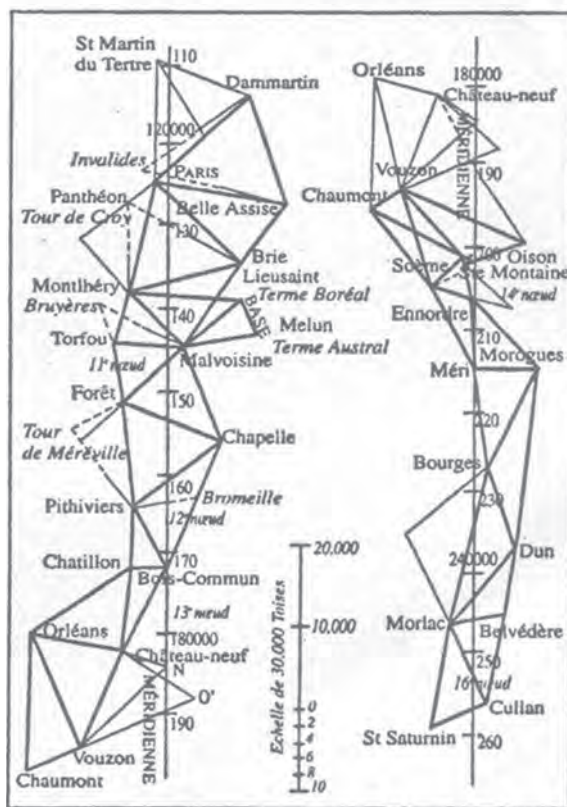 St Martin
du Tertre
110
Dammartin
120000
Invalides
PARIS
Panthéon
Tour de Croy
Belle Assise
130
Brie
Montlhéry
Lieusaint
Terme Boréal
Bruyères
BASE
140
Melun
Torfou
Terme Austral
11e nœud
Malvoisine
Forêt
150
Tour
de Méréville
Chapelle
160
Bromeille
Pithiviers
12e nœud
170
Chatillon
Bois-Commun
13e nœud
Orléans
180000
Château-neuf
N
MÉRIDIENNE
O'
190
Vouzon
Chaumont
Orléans
180000
Château-neuf
MÉRIDIENNE
Vouzon
190
Chaumont
Oison
Soême
Ste Montaine
Ennordre
210
Morogues
Méri
220
Bourges
230
Dun
240000
Morlac
Belvédère
250
16e nœud
Cullan
St Saturnin
260
Echelle de 30,000 Toises
20,000
10,000
0
2
4
6
8
10